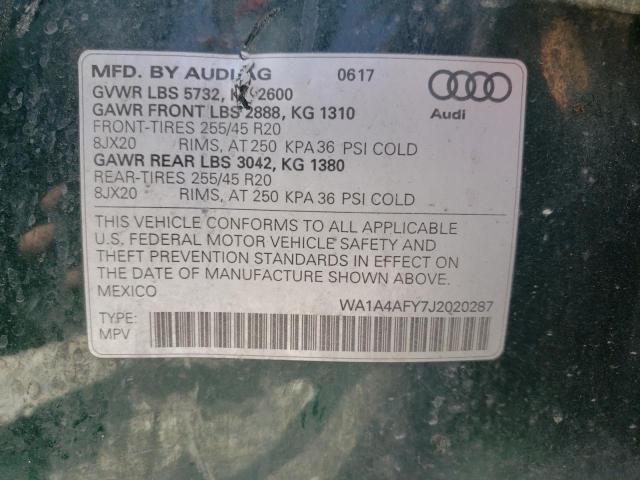 MFD. BY AUDI AG 0617
GVWR LBS 5732, KG 2600
GAWR FRONT LBS 2888, KG 1310
FRONT-TIRES 255/45 R20
8JX20 RIMS, AT 250 KPA 36 PSI COLD
GAWR REAR LBS 3042, KG 1380
REAR-TIRES 255/45 R20
8JX20 RIMS, AT 250 KPA 36 PSI COLD
Audi
THIS VEHICLE CONFORMS TO ALL APPLICABLE
U.S. FEDERAL MOTOR VEHICLE SAFETY AND
THEFT PREVENTION STANDARDS IN EFFECT ON
THE DATE OF MANUFACTURE SHOWN ABOVE.
MEXICO
WA1A4AFY7J2020287
TYPE:
MPV